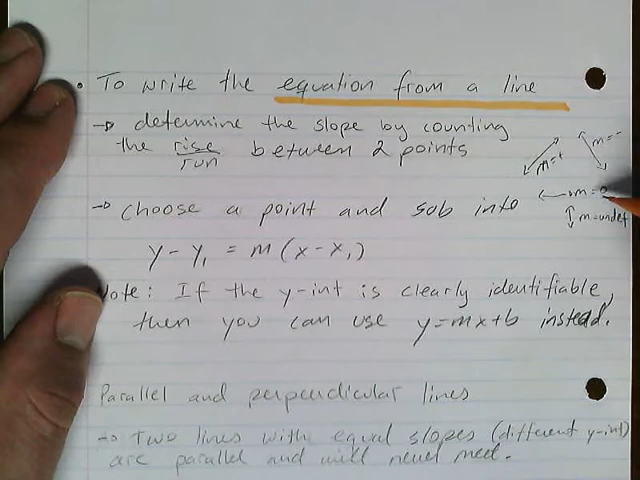 • To write the equation from a line
→ determine the slope by counting
the rise/run between 2 points
m=+
m=-
m=0
m=undef
→ choose a point and sub into
y-y₁ = m(x-x₁)
Note: If the y-int is clearly identifiable,
then you can use y=mx+b instead.
Parallel and perpendicular lines
→ Two lines with equal slopes (different y-int)
are parallel and will never meet.